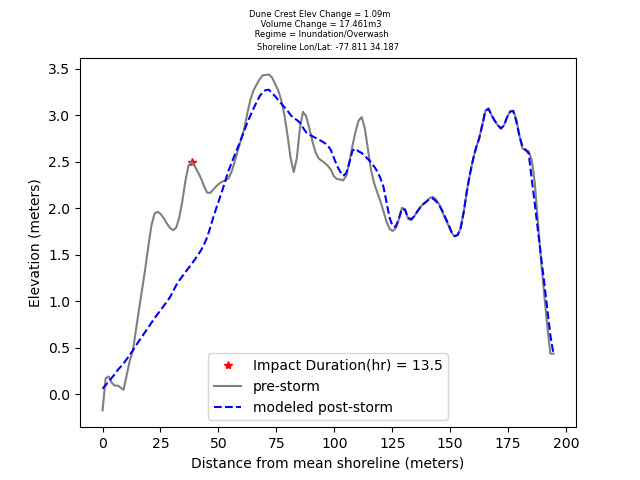 Dune Crest Elev Change = 1.09m
Volume Change = 17.461m3
Regime = Inundation/Overwash
Shoreline Lon/Lat: -77.811 34.187
3.5
3.0
2.5
2.0
1.5
1.0
0.5
0.0
Elevation (meters)
Impact Duration(hr) = 13.5
pre-storm
modeled post-storm
0 25 50 75 100 125 150 175 200
Distance from mean shoreline (meters)